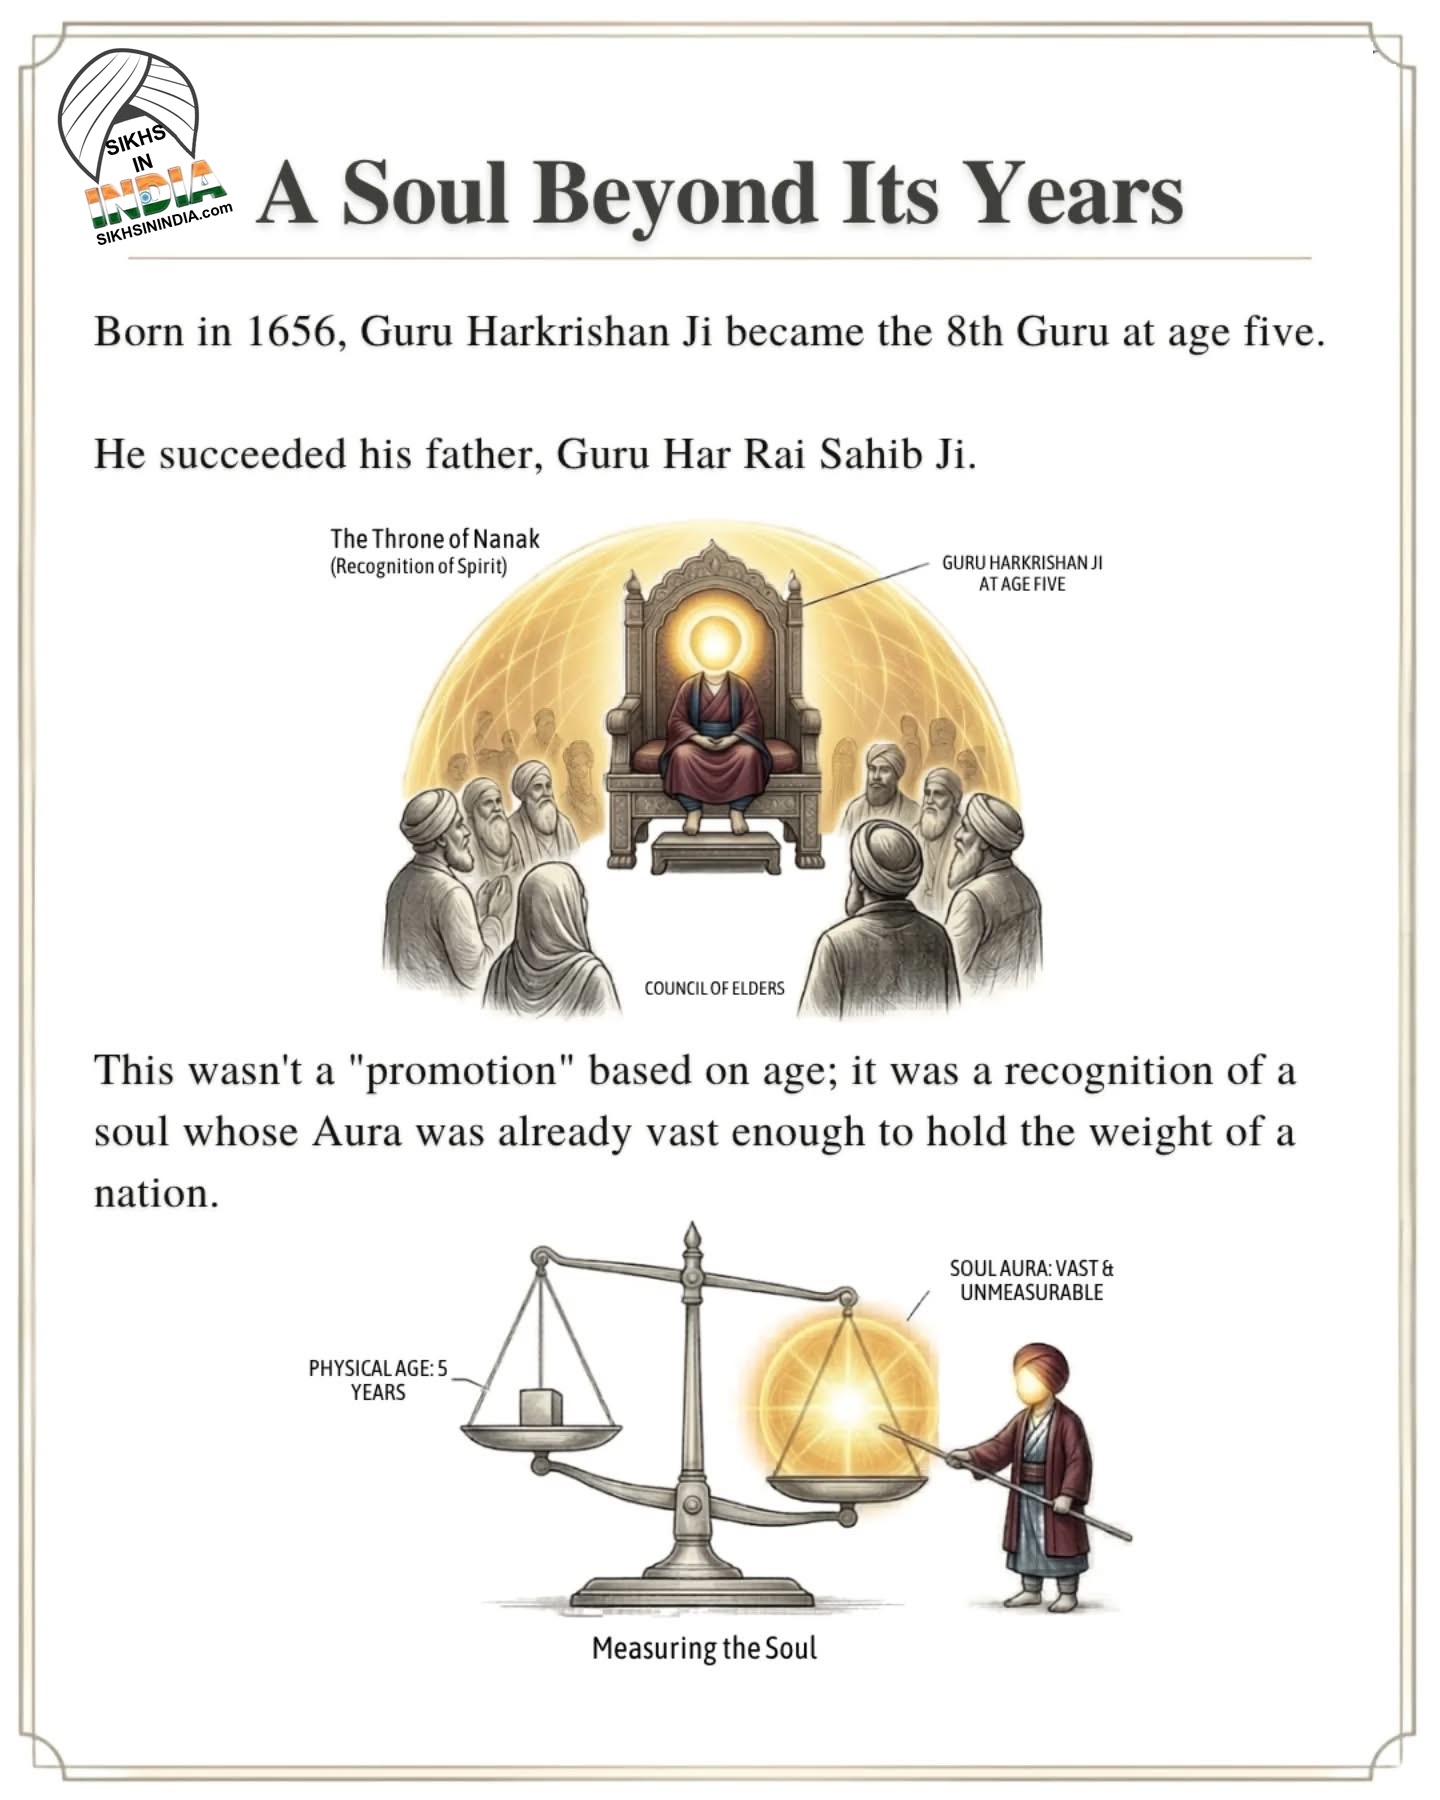 SIKHS
IN
INDIA
SIKHSININDIA.com
A Soul Beyond Its Years
Born in 1656, Guru Harkrishan Ji became the 8th Guru at age five.
He succeeded his father, Guru Har Rai Sahib Ji.
The Throne of Nanak
(Recognition of Spirit)
GURU HARKRISHAN JI
AT AGE FIVE
COUNCIL OF ELDERS
This wasn't a "promotion" based on age; it was a recognition of a
soul whose Aura was already vast enough to hold the weight of a
nation.
SOUL AURA: VAST &
UNMEASURABLE
PHYSICAL AGE: 5
YEARS
Measuring the Soul